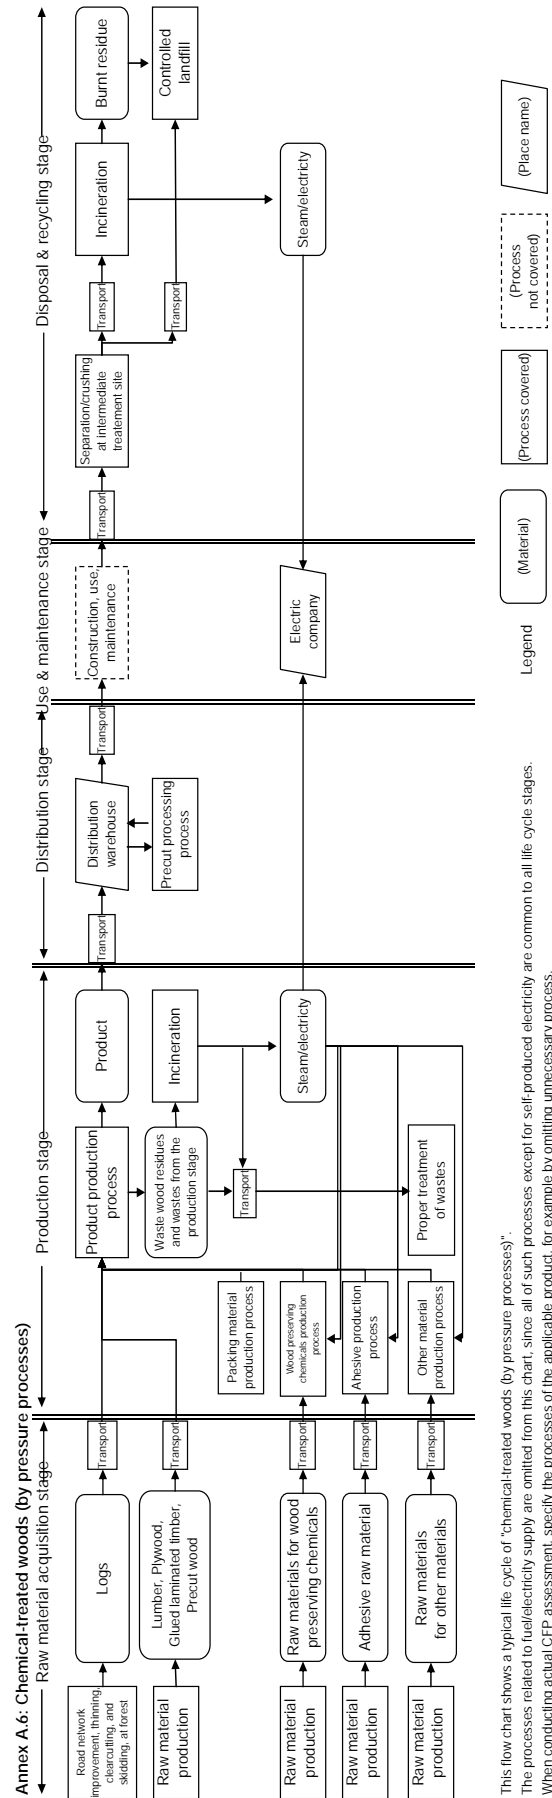 Annex A.6: Chemical-treated woods (by pressure processes)
Raw material acquisition stage
Production stage
Distribution stage
Use & maintenance stage
Disposal & recycling stage
Road network
improvement, thinning,
clearcutting, and
skidding, at forest
Logs
Transport
Product production
process
Product
Transport
Distribution
warehouse
Transport
Construction, use,
maintenance
Transport
Separation/crushing
at intermediate
treatement site
Transport
Incineration
Burnt residue
Raw material
production
Lumber, Plywood,
Glued laminated timber,
Precut wood
Transport
Waste wood residues
and wastes from the
production stage
Incineration
Precut processing
process
Transport
Controlled
landfill
Transport
Packing material
production process
Raw material
production
Raw materials for wood
preserving chemicals
Transport
Wood preserving
chemicals production
process
Steam/electricty
Electric
company
Steam/electricty
Raw material
production
Adhesive raw material
Transport
Ahesive production
process
Raw material
production
Raw materials
for other materials
Transport
Other material
production process
Proper treatment
of wastes
Legend
(Material)
(Process covered)
(Process
not covered)
(Place name)
This flow chart shows a typical life cycle of "chemical-treated woods (by pressure processes)".
The processes related to fuel/electricity supply are omitted from this chart, since all of such processes except for self-produced electricity are common to all life cycle stages.
When conducting actual CFP assessment, specify the processes of the applicable product, for example by omitting unnecessary process.